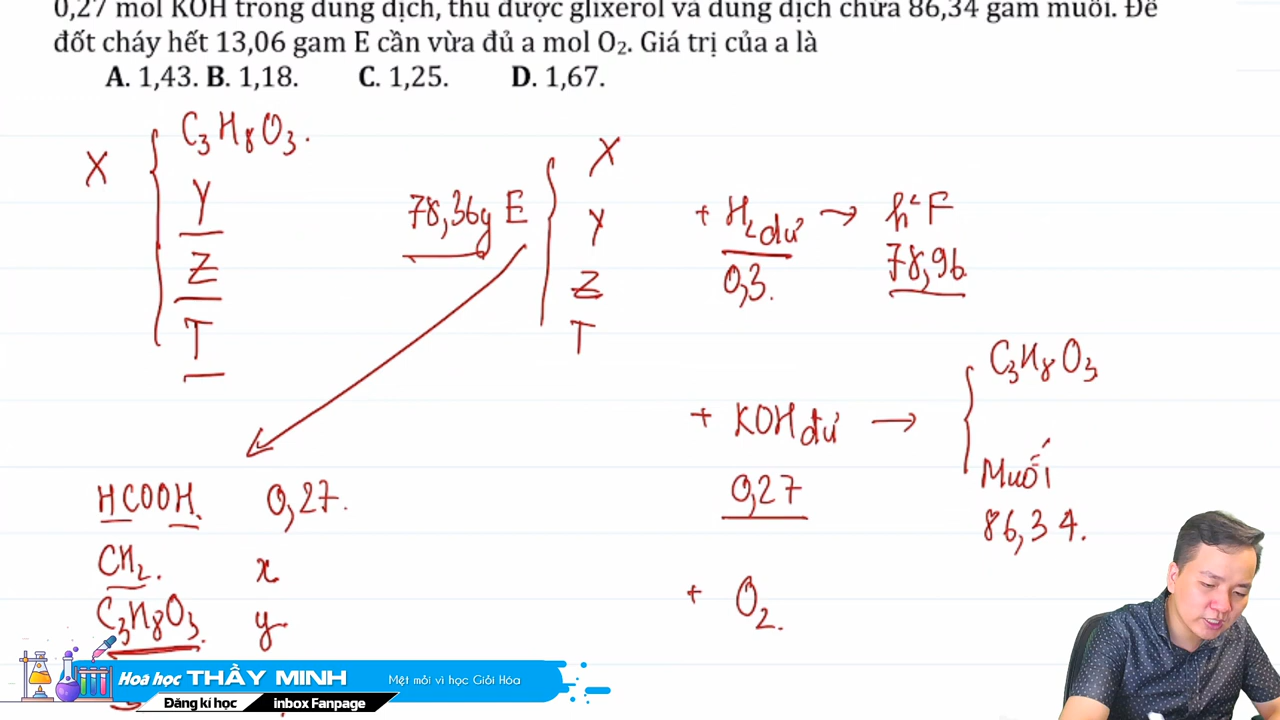 0,27 mol KOH trong dung dịch, thu được glixerol và dung dịch chứa 86,34 gam muối. Để
đốt cháy hết 13,06 gam E cần vừa đủ a mol O₂. Giá trị của a là
A. 1,43. B. 1,18. C. 1,25. D. 1,67.
X
C₃H₈O₃.
Y
Z
T
78,36g E
X
Y
Z
T
+ H₂ dư → h²F
0,3. 78,96
+ KOH dư →
0,27
C₃H₈O₃
Muối
86,34.
+ O₂.
HCOOH. 0,27.
CH₂. x
C₃H₈O₃. y
Hoá học THẦY MINH
Mệt mỏi vì học Giỏi Hóa
Đăng kí học
inbox Fanpage